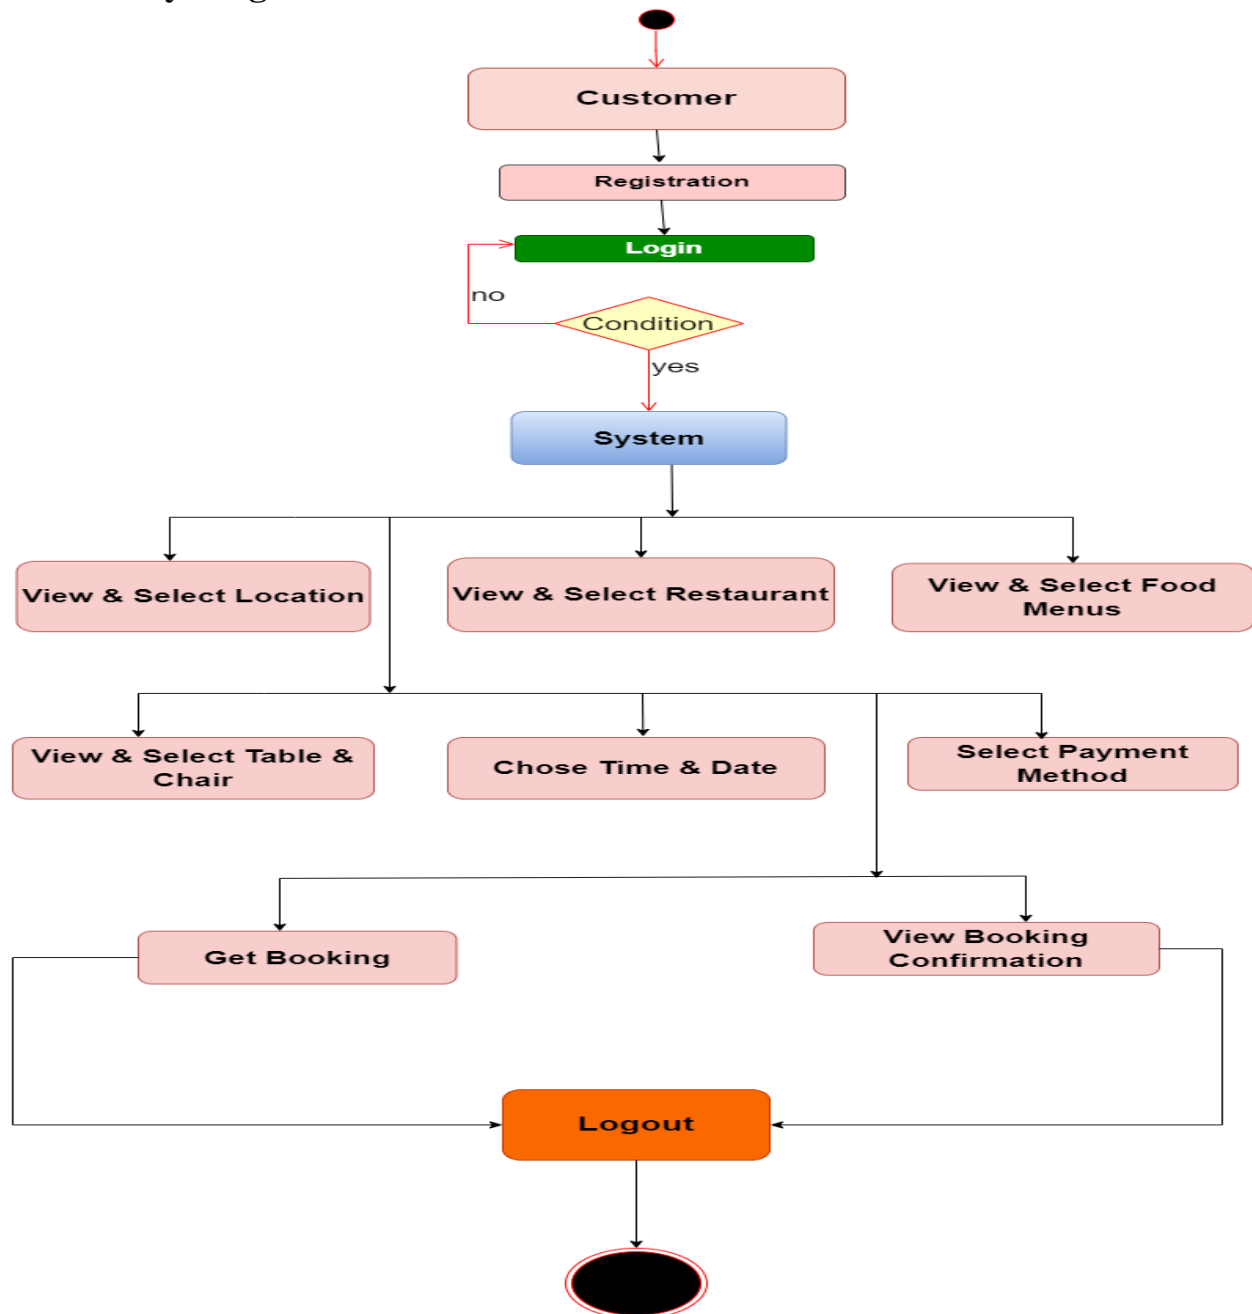 Customer
Registration
Login
no
Condition
yes
System
View & Select Location
View & Select Restaurant
View & Select Food
Menus
View & Select Table &
Chair
Chose Time & Date
Select Payment
Method
Get Booking
View Booking
Confirmation
Logout